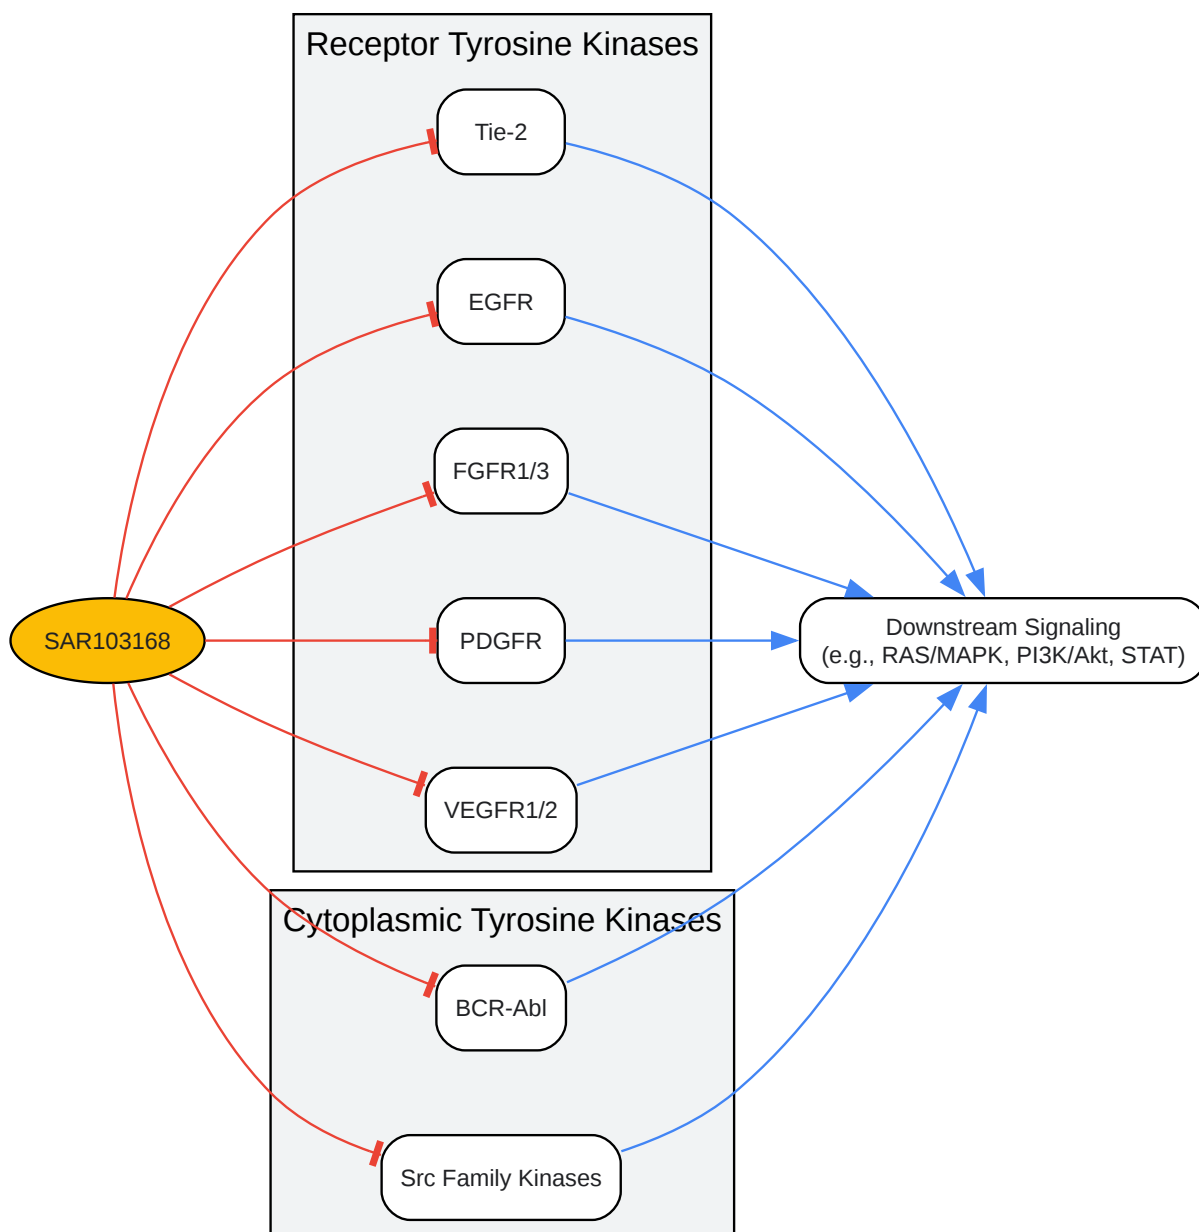 Receptor Tyrosine Kinases
Tie-2
EGFR
FGFR1/3
SAR103168
PDGFR
Downstream Signaling
(e.g., RAS/MAPK, PI3K/Akt, STAT)
VEGFR1/2
Cytoplasmic Tyrosine Kinases
BCR-Abl
Src Family Kinases